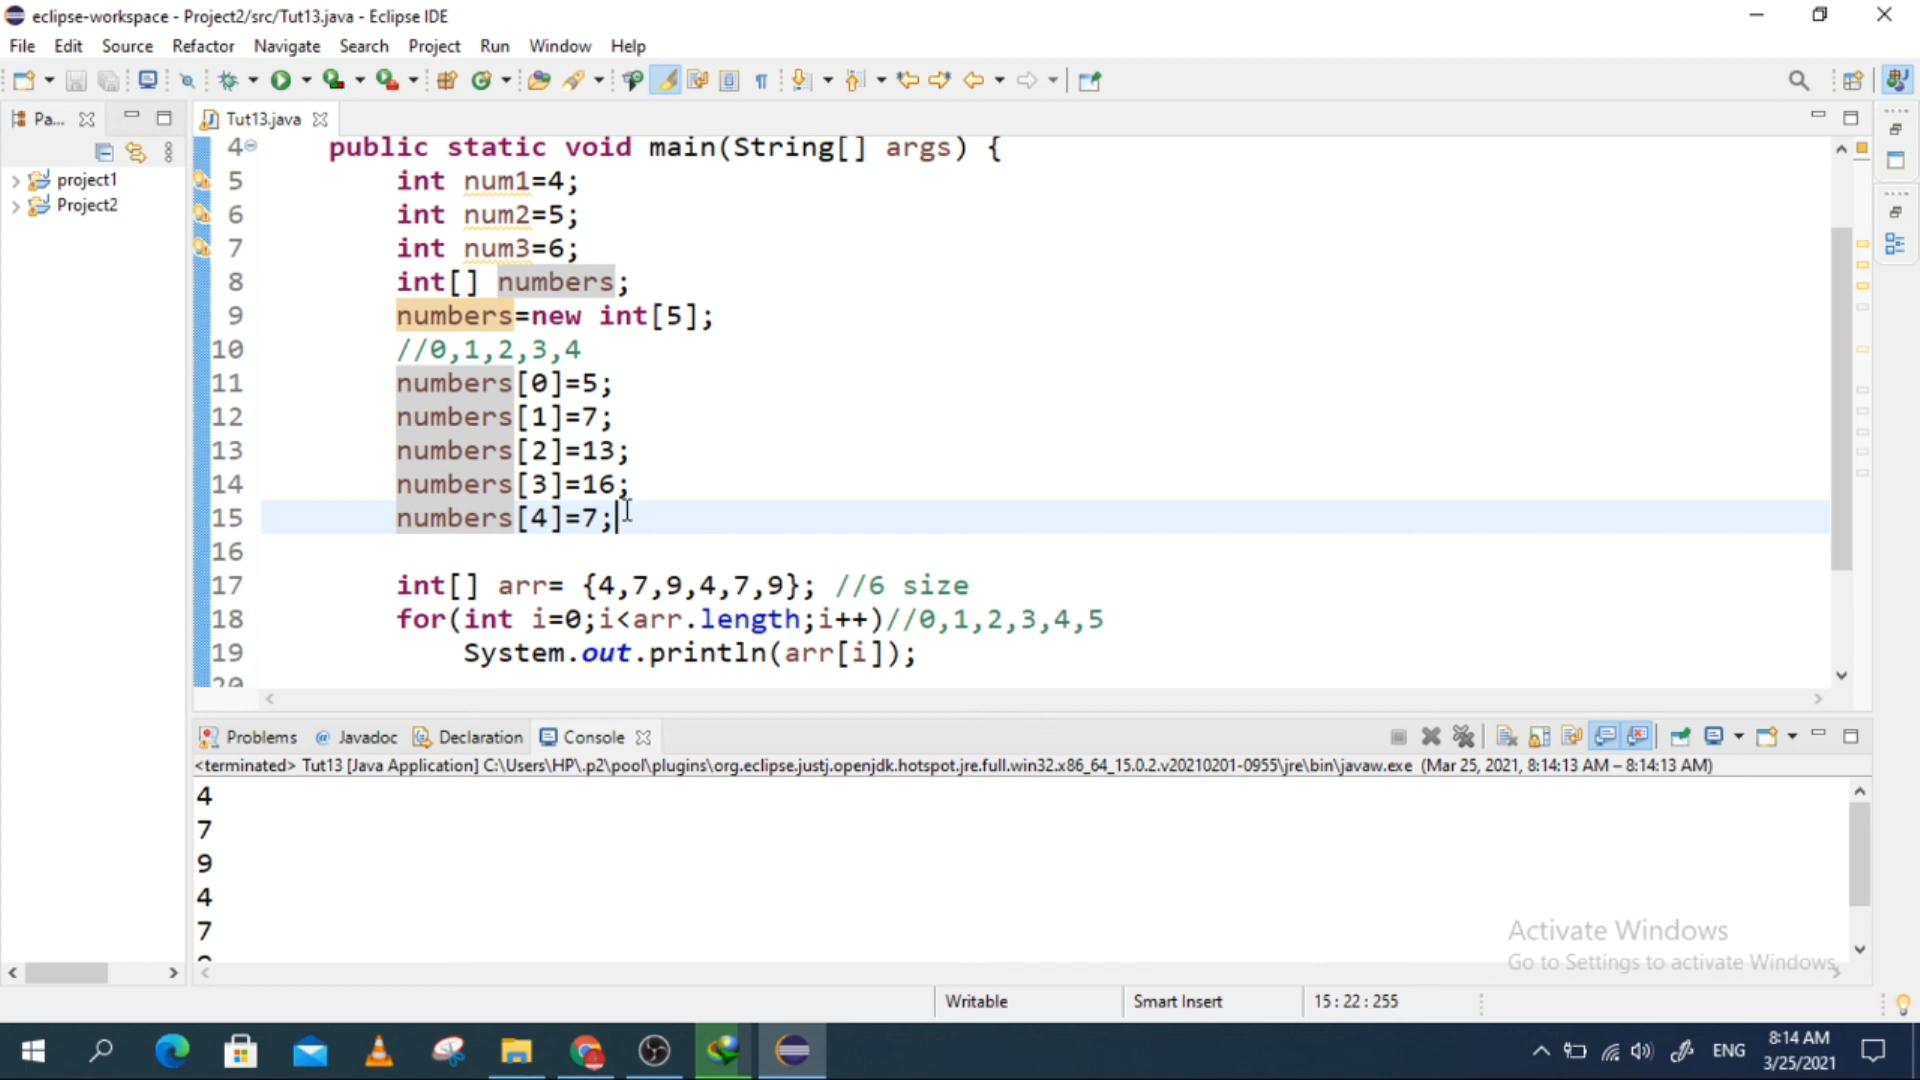 eclipse-workspace - Project2/src/Tut13.java - Eclipse IDE
File Edit Source Refactor Navigate Search Project Run Window Help
Pa...
Tut13.java
project1
Project2
4 public static void main(String[] args) {
5 int num1=4;
6 int num2=5;
7 int num3=6;
8 int[] numbers;
9 numbers=new int[5];
10 //0,1,2,3,4
11 numbers[0]=5;
12 numbers[1]=7;
13 numbers[2]=13;
14 numbers[3]=16;
15 numbers[4]=7;
16
17 int[] arr= {4,7,9,4,7,9}; //6 size
18 for(int i=0;i<arr.length;i++)//0,1,2,3,4,5
19 System.out.println(arr[i]);
20
Problems @ Javadoc Declaration Console
<terminated> Tut13 [Java Application] C:\Users\HP\.p2\pool\plugins\org.eclipse.justj.openjdk.hotspot.jre.full.win32.x86_64_15.0.2.v20210201-0955\jre\bin\javaw.exe (Mar 25, 2021, 8:14:13 AM – 8:14:13 AM)
4
7
9
4
7
Activate Windows
Go to Settings to activate Windows.
Writable Smart Insert 15 : 22 : 255
ENG
8:14 AM
3/25/2021